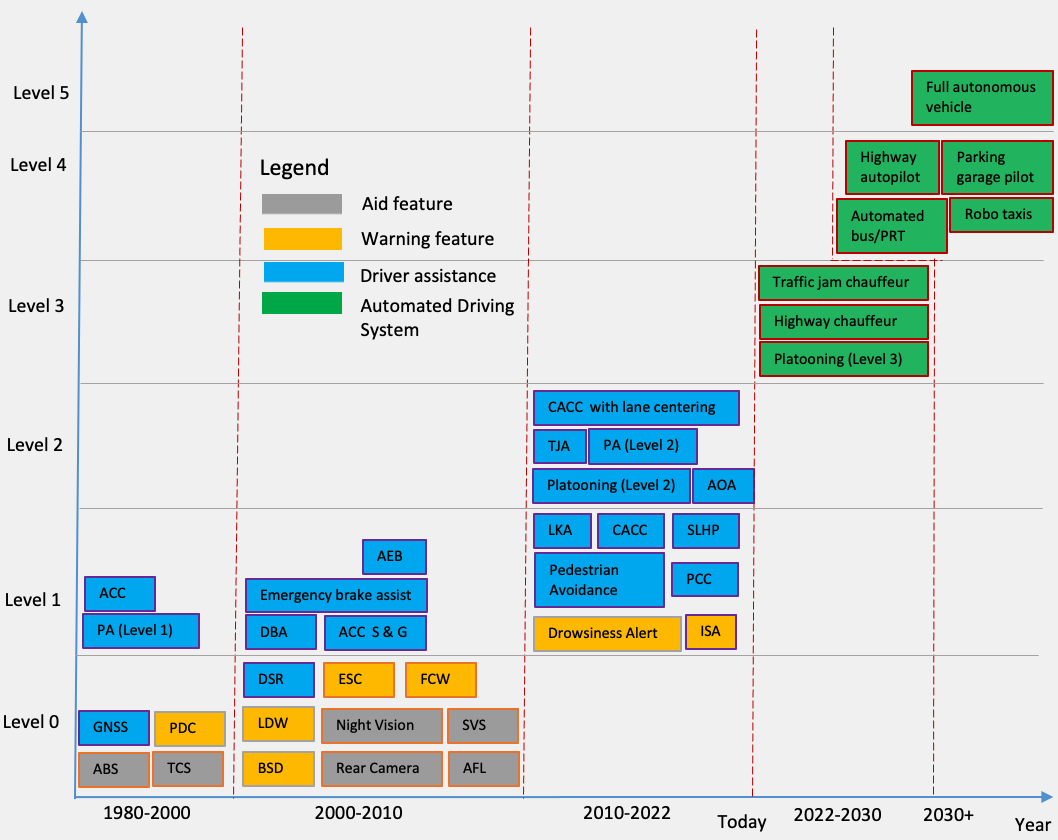 Level 5
Full autonomous
vehicle
Level 4
Highway
autopilot
Parking
garage pilot
Automated
bus/PRT
Robo taxis
Legend
Aid feature
Warning feature
Driver assistance
Automated Driving
System
Level 3
Traffic jam chauffeur
Highway chauffeur
Platooning (Level 3)
Level 2
CACC with lane centering
TJA
PA (Level 2)
Platooning (Level 2)
AOA
Level 1
LKA
CACC
SLHP
AEB
Pedestrian
Avoidance
PCC
ACC
Emergency brake assist
PA (Level 1)
DBA
ACC S & G
Drowsiness Alert
ISA
Level 0
DSR
ESC
FCW
GNSS
PDC
LDW
Night Vision
SVS
ABS
TCS
BSD
Rear Camera
AFL
1980-2000
2000-2010
2010-2022
Today
2022-2030
2030+
Year